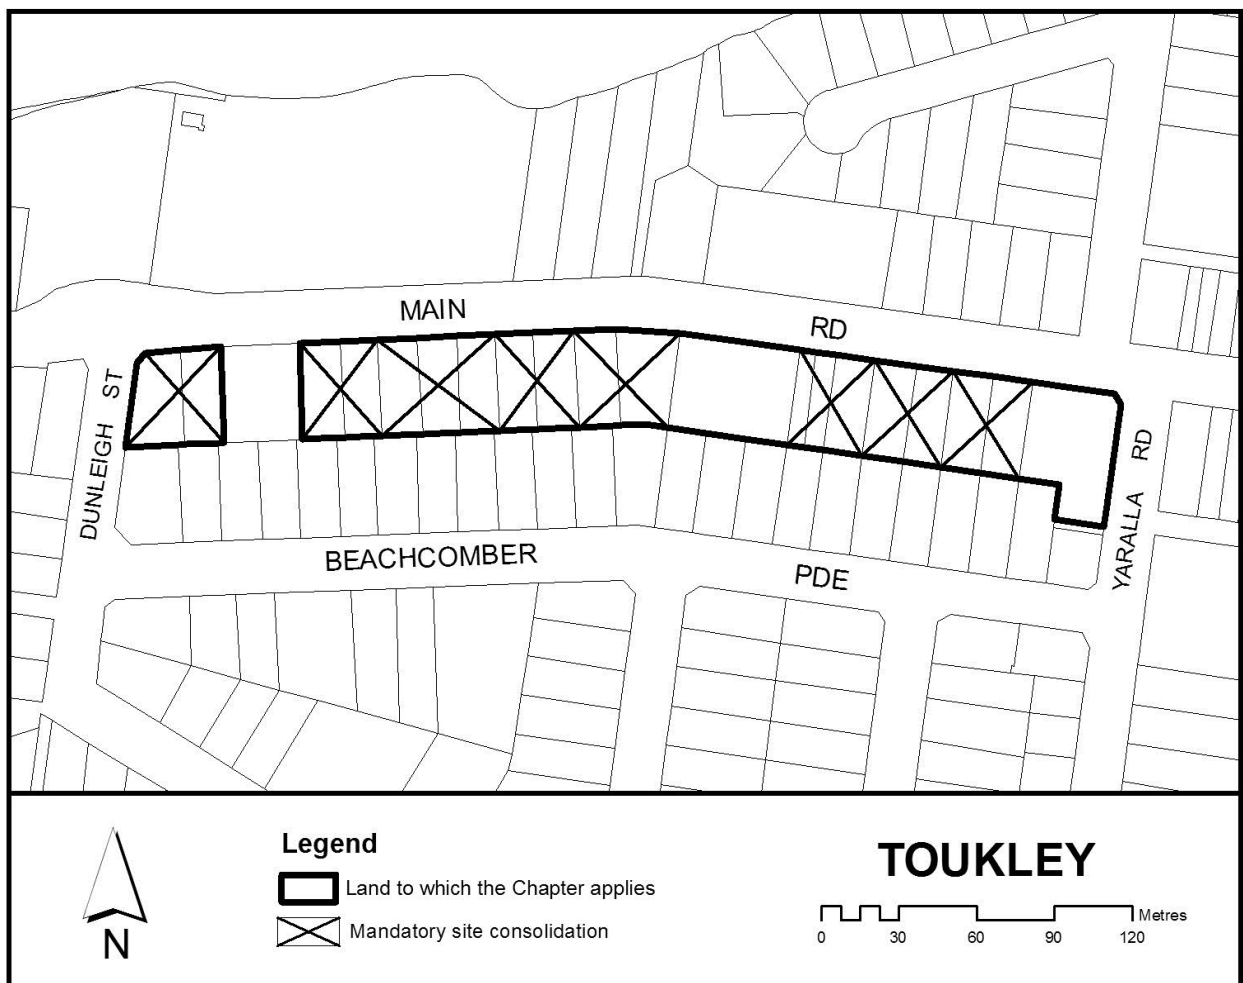 MAIN
RD
DUNLEIGH ST
YARALLA RD
BEACHCOMBER
PDE
Legend
Land to which the Chapter applies
Mandatory site consolidation
N
TOUKLEY
Metres
0 30 60 90 120